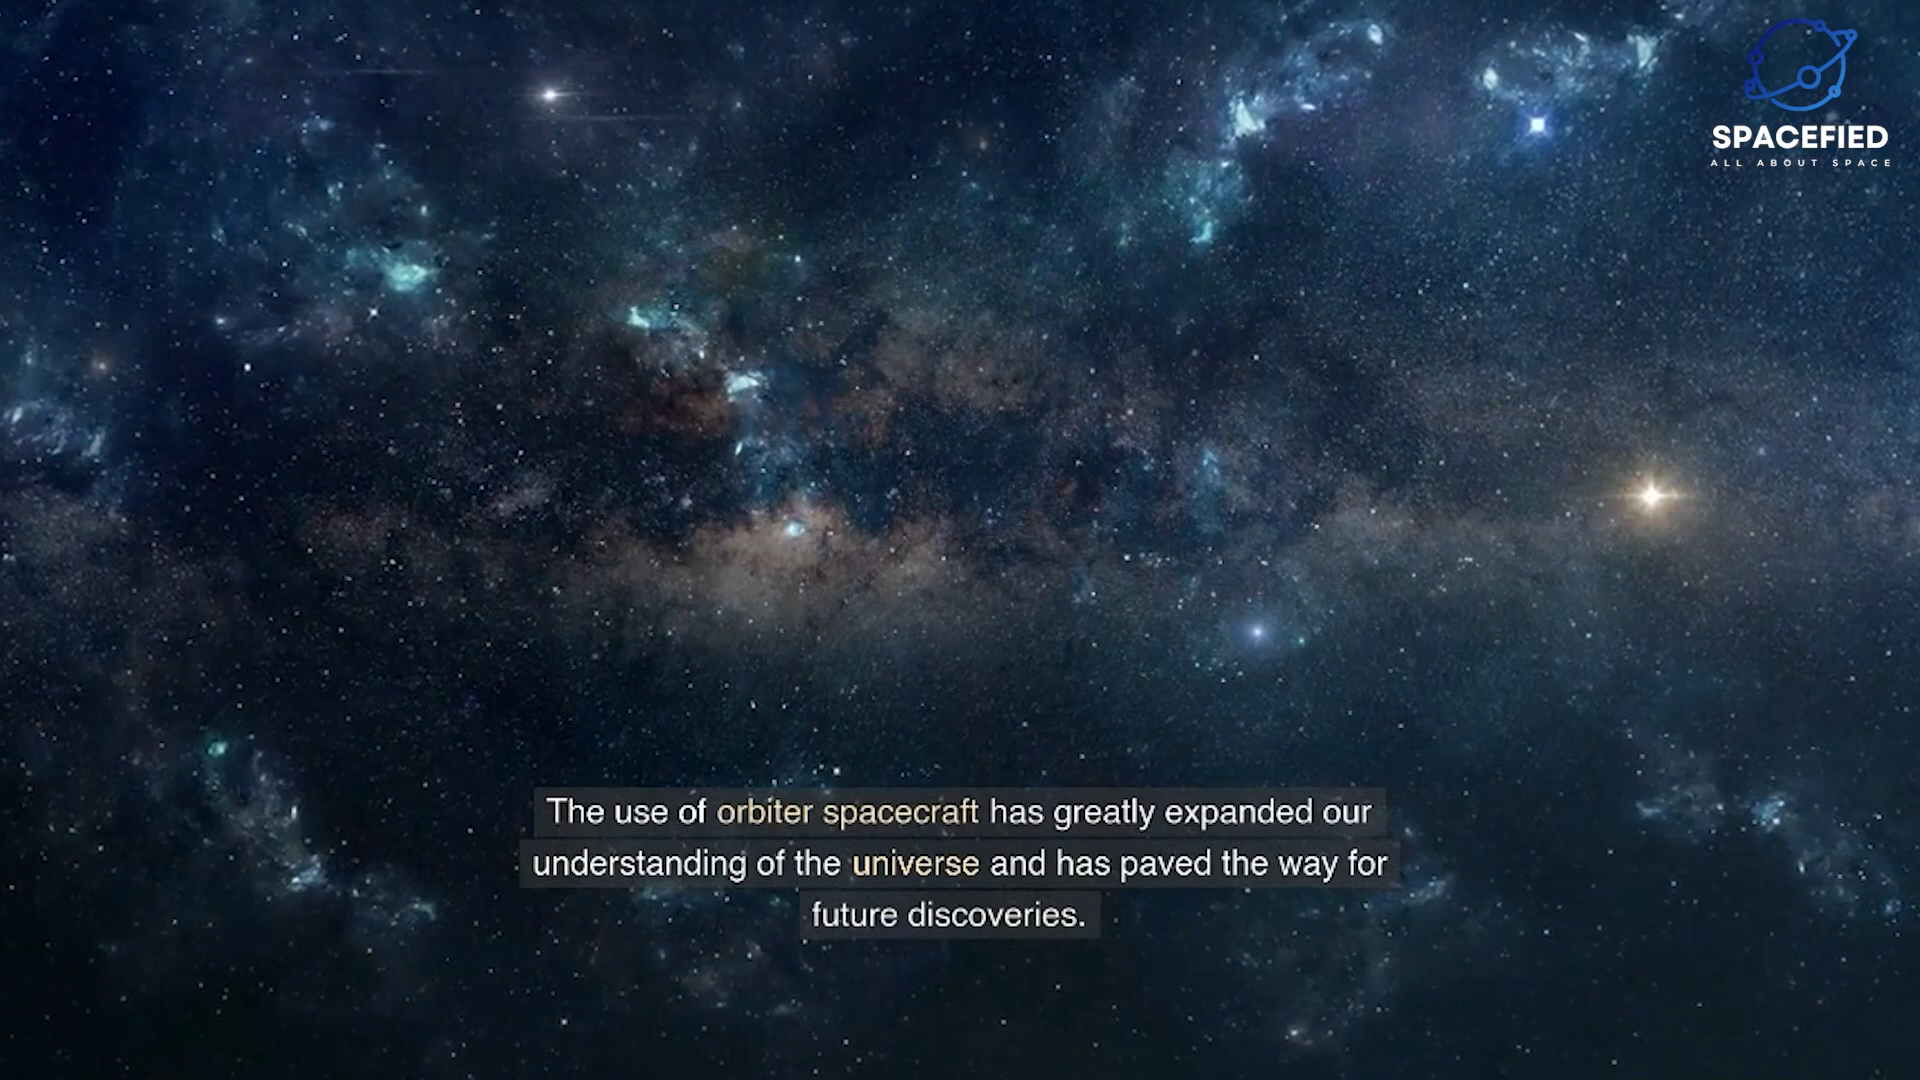 SPACEFIED
ALL ABOUT SPACE
The use of orbiter spacecraft has greatly expanded our
understanding of the universe and has paved the way for
future discoveries.